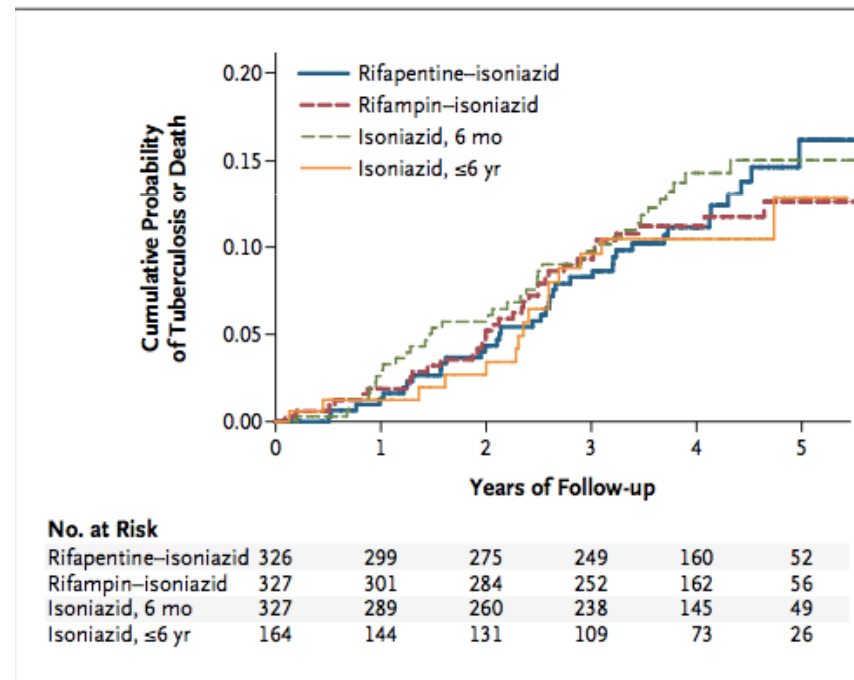 0.20
0.15
0.10
0.05
0.00
Cumulative Probability
of Tuberculosis or Death
Rifapentine–isoniazid
Rifampin–isoniazid
Isoniazid, 6 mo
Isoniazid, ≤6 yr
0 1 2 3 4 5
Years of Follow-up
No. at Risk
Rifapentine–isoniazid 326 299 275 249 160 52
Rifampin–isoniazid 327 301 284 252 162 56
Isoniazid, 6 mo 327 289 260 238 145 49
Isoniazid, ≤6 yr 164 144 131 109 73 26